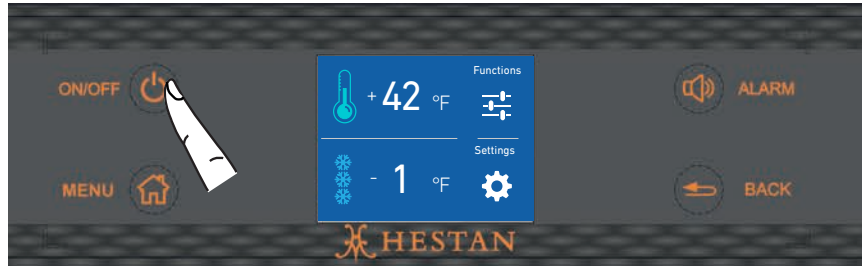 ON/OFF
MENU
+ 42 °F
Functions
- 1 °F
Settings
ALARM
BACK
HESTAN